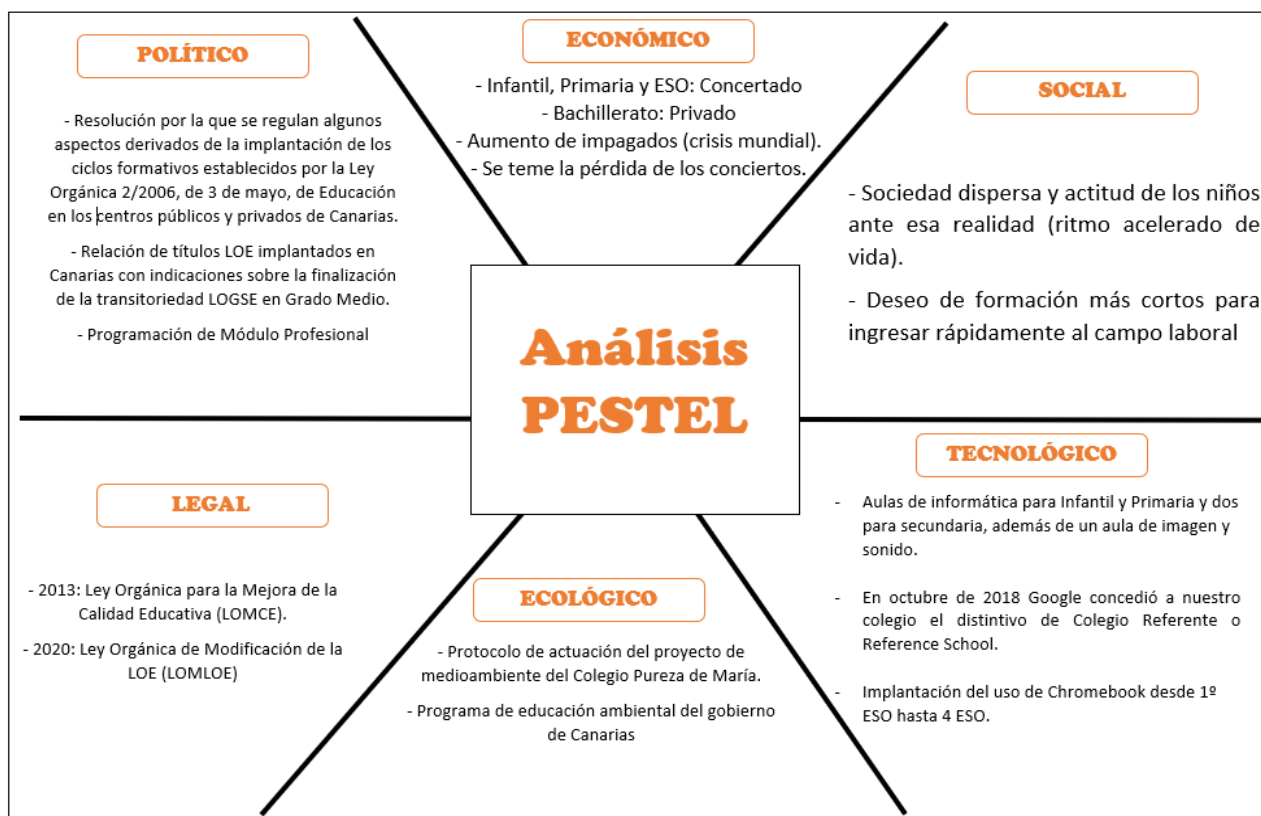 POLÍTICO
- Resolución por la que se regulan algunos
aspectos derivados de la implantación de los
ciclos formativos establecidos por la Ley
Orgánica 2/2006, de 3 de mayo, de Educación
en los centros públicos y privados de Canarias.
- Relación de títulos LOE implantados en
Canarias con indicaciones sobre la finalización
de la transitoriedad LOGSE en Grado Medio.
- Programación de Módulo Profesional
ECONÓMICO
- Infantil, Primaria y ESO: Concertado
- Bachillerato: Privado
- Aumento de impagados (crisis mundial).
- Se teme la pérdida de los conciertos.
SOCIAL
- Sociedad dispersa y actitud de los niños
ante esa realidad (ritmo acelerado de
vida).
- Deseo de formación más cortos para
ingresar rápidamente al campo laboral
Análisis
PESTEL
LEGAL
- 2013: Ley Orgánica para la Mejora de la
Calidad Educativa (LOMCE).
- 2020: Ley Orgánica de Modificación de la
LOE (LOMLOE)
ECOLÓGICO
- Protocolo de actuación del proyecto de
medioambiente del Colegio Pureza de María.
- Programa de educación ambiental del gobierno
de Canarias
TECNOLÓGICO
- Aulas de informática para Infantil y Primaria y dos
para secundaria, además de un aula de imagen y
sonido.
- En octubre de 2018 Google concedió a nuestro
colegio el distintivo de Colegio Referente o
Reference School.
- Implantación del uso de Chromebook desde 1º
ESO hasta 4 ESO.